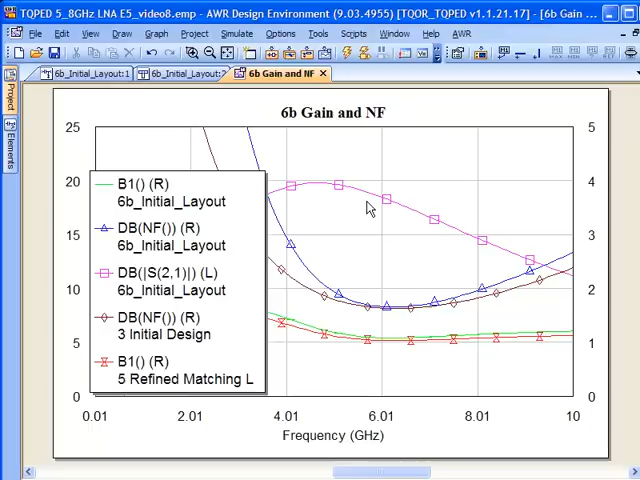 TQPED 5_8GHz LNA E5_video8.emp - AWR Design Environment (9.03.4955) [TQOR_TQPED v1.1.21.17] - [6b Gain and NF ...
File Edit View Draw Graph Project Simulate Options Tools Scripts Window Help AWR
6b_Initial_Layout:1 6b_Initial_Layout:2 6b Gain and NF
Project
Elements
6b Gain and NF
25 5
20 4
15 3
10 2
5 1
0 0
B1() (R)
6b_Initial_Layout
DB(NF()) (R)
6b_Initial_Layout
DB(|S(2,1)|) (L)
6b_Initial_Layout
DB(NF()) (R)
3 Initial Design
B1() (R)
5 Refined Matching L
0.01 2.01 4.01 6.01 8.01 10
Frequency (GHz)